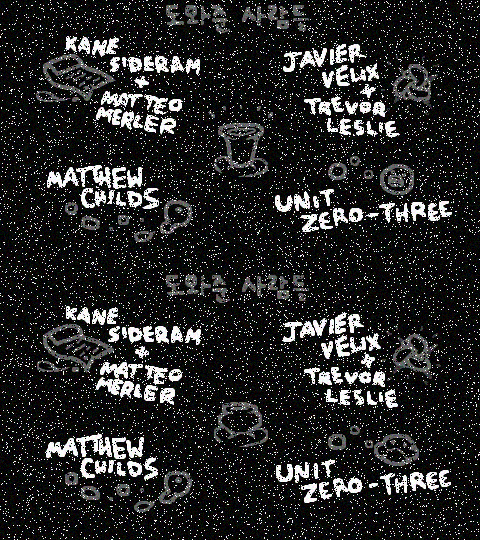 도와준 사람들
KANE
SIDERAM
+
MATTEO
MERLER
JAVIER
VELIX
+
TREVOR
LESLIE
MATTHEW
CHILDS
UNIT
ZERO-THREE
도와준 사람들
KANE
SIDERAM
+
MATTEO
MERLER
JAVIER
VELIX
+
TREVOR
LESLIE
MATTHEW
CHILDS
UNIT
ZERO-THREE